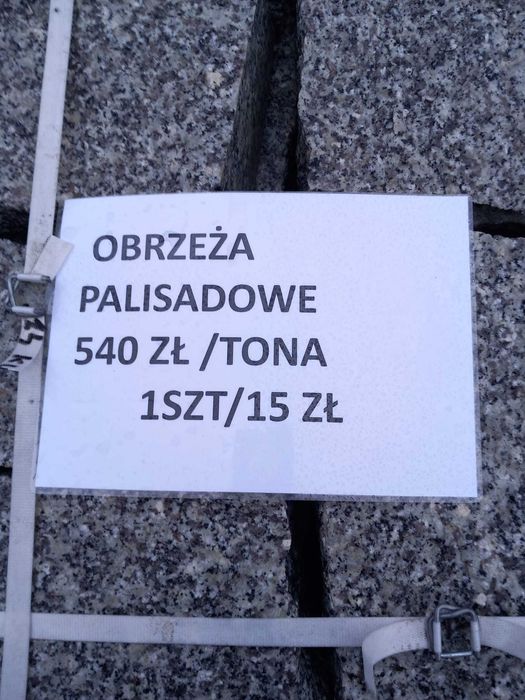 OBRZEŻA
PALISADOWE
540 ZŁ /TONA
1SZT/15 ZŁ